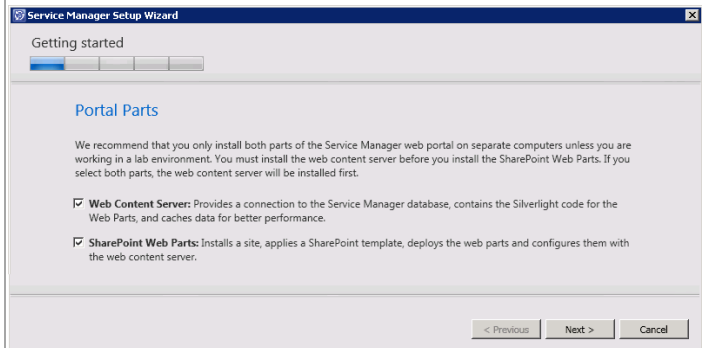 Service Manager Setup Wizard
Getting started
Portal Parts
We recommend that you only install both parts of the Service Manager web portal on separate computers unless you are
working in a lab environment. You must install the web content server before you install the SharePoint Web Parts. If you
select both parts, the web content server will be installed first.
Web Content Server: Provides a connection to the Service Manager database, contains the Silverlight code for the
Web Parts, and caches data for better performance.
SharePoint Web Parts: Installs a site, applies a SharePoint template, deploys the web parts and configures them with
the web content server.
< Previous Next > Cancel